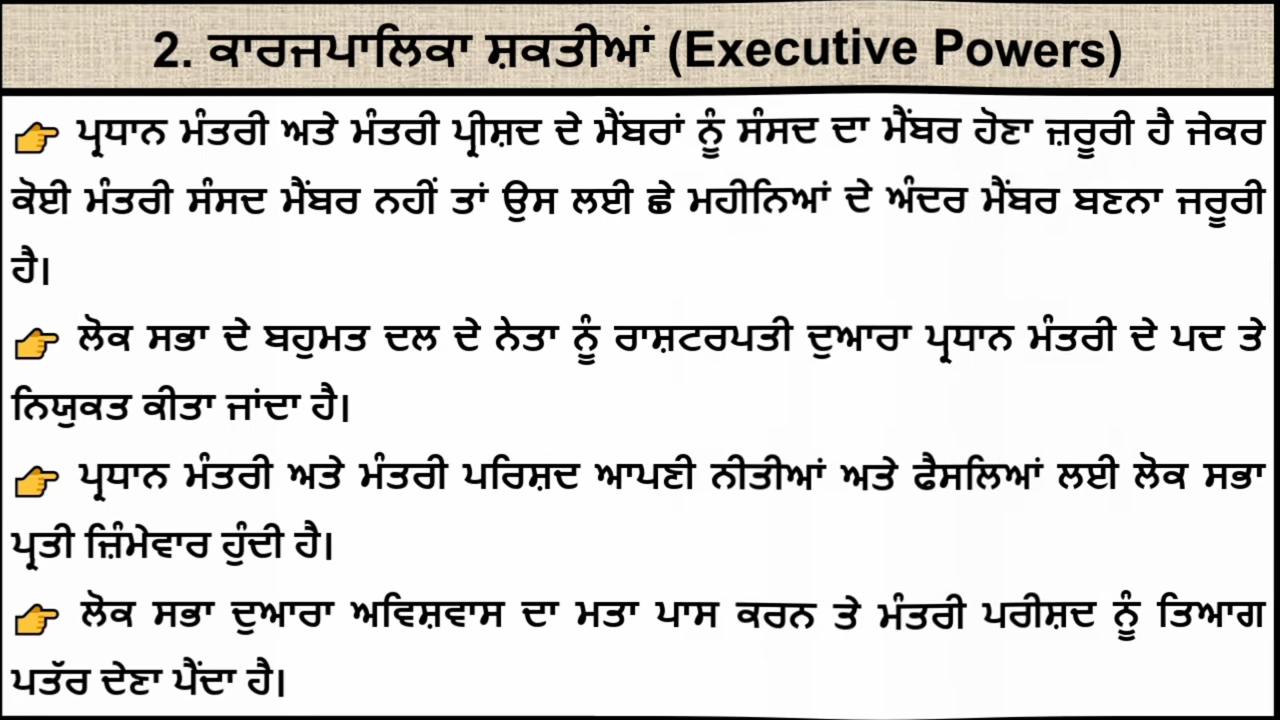 2. ਕਾਰਜਪਾਲਿਕਾ ਸ਼ਕਤੀਆਂ (Executive Powers)
👉 ਪ੍ਰਧਾਨ ਮੰਤਰੀ ਅਤੇ ਮੰਤਰੀ ਪ੍ਰੀਸ਼ਦ ਦੇ ਮੈਂਬਰਾਂ ਨੂੰ ਸੰਸਦ ਦਾ ਮੈਂਬਰ ਹੋਣਾ ਜ਼ਰੂਰੀ ਹੈ ਜੇਕਰ
ਕੋਈ ਮੰਤਰੀ ਸੰਸਦ ਮੈਂਬਰ ਨਹੀਂ ਤਾਂ ਉਸ ਲਈ ਛੇ ਮਹੀਨਿਆਂ ਦੇ ਅੰਦਰ ਮੈਂਬਰ ਬਣਨਾ ਜਰੂਰੀ
ਹੈ।
👉 ਲੋਕ ਸਭਾ ਦੇ ਬਹੁਮਤ ਦਲ ਦੇ ਨੇਤਾ ਨੂੰ ਰਾਸ਼ਟਰਪਤੀ ਦੁਆਰਾ ਪ੍ਰਧਾਨ ਮੰਤਰੀ ਦੇ ਪਦ ਤੇ
ਨਿਯੁਕਤ ਕੀਤਾ ਜਾਂਦਾ ਹੈ।
👉 ਪ੍ਰਧਾਨ ਮੰਤਰੀ ਅਤੇ ਮੰਤਰੀ ਪਰਿਸ਼ਦ ਆਪਣੀ ਨੀਤੀਆਂ ਅਤੇ ਫੈਸਲਿਆਂ ਲਈ ਲੋਕ ਸਭਾ
ਪ੍ਰਤੀ ਜ਼ਿੰਮੇਵਾਰ ਹੁੰਦੀ ਹੈ।
👉 ਲੋਕ ਸਭਾ ਦੁਆਰਾ ਅਵਿਸ਼ਵਾਸ ਦਾ ਮਤਾ ਪਾਸ ਕਰਨ ਤੇ ਮੰਤਰੀ ਪਰੀਸ਼ਦ ਨੂੰ ਤਿਆਗ
ਪਤੱਰ ਦੇਣਾ ਪੈਂਦਾ ਹੈ।